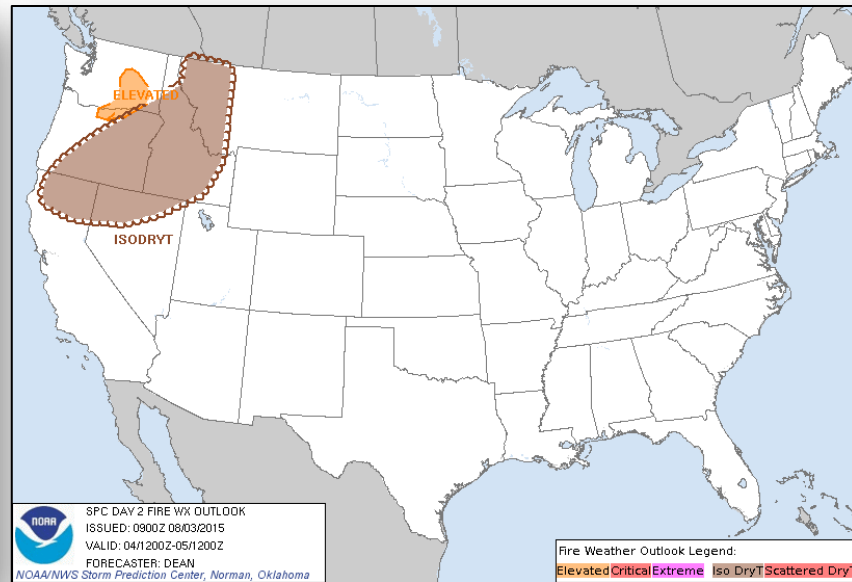 ELEVATED
ISODRYT
NOAA
SPC DAY 2 FIRE WX OUTLOOK
ISSUED: 0900Z 08/03/2015
VALID: 04/1200Z-05/1200Z
FORECASTER: DEAN
NOAA/NWS Storm Prediction Center, Norman, Oklahoma
Fire Weather Outlook Legend:
Elevated Critical Extreme Iso DryT Scattered DryT